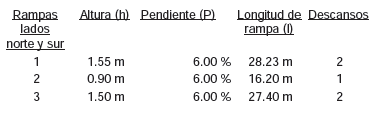 Rampas Altura (h) Pendiente (P) Longitud de Descansos
lados rampa (l)
norte y sur
1 1.55 m 6.00 % 28.23 m 2
2 0.90 m 6.00 % 16.20 m 1
3 1.50 m 6.00 % 27.40 m 2